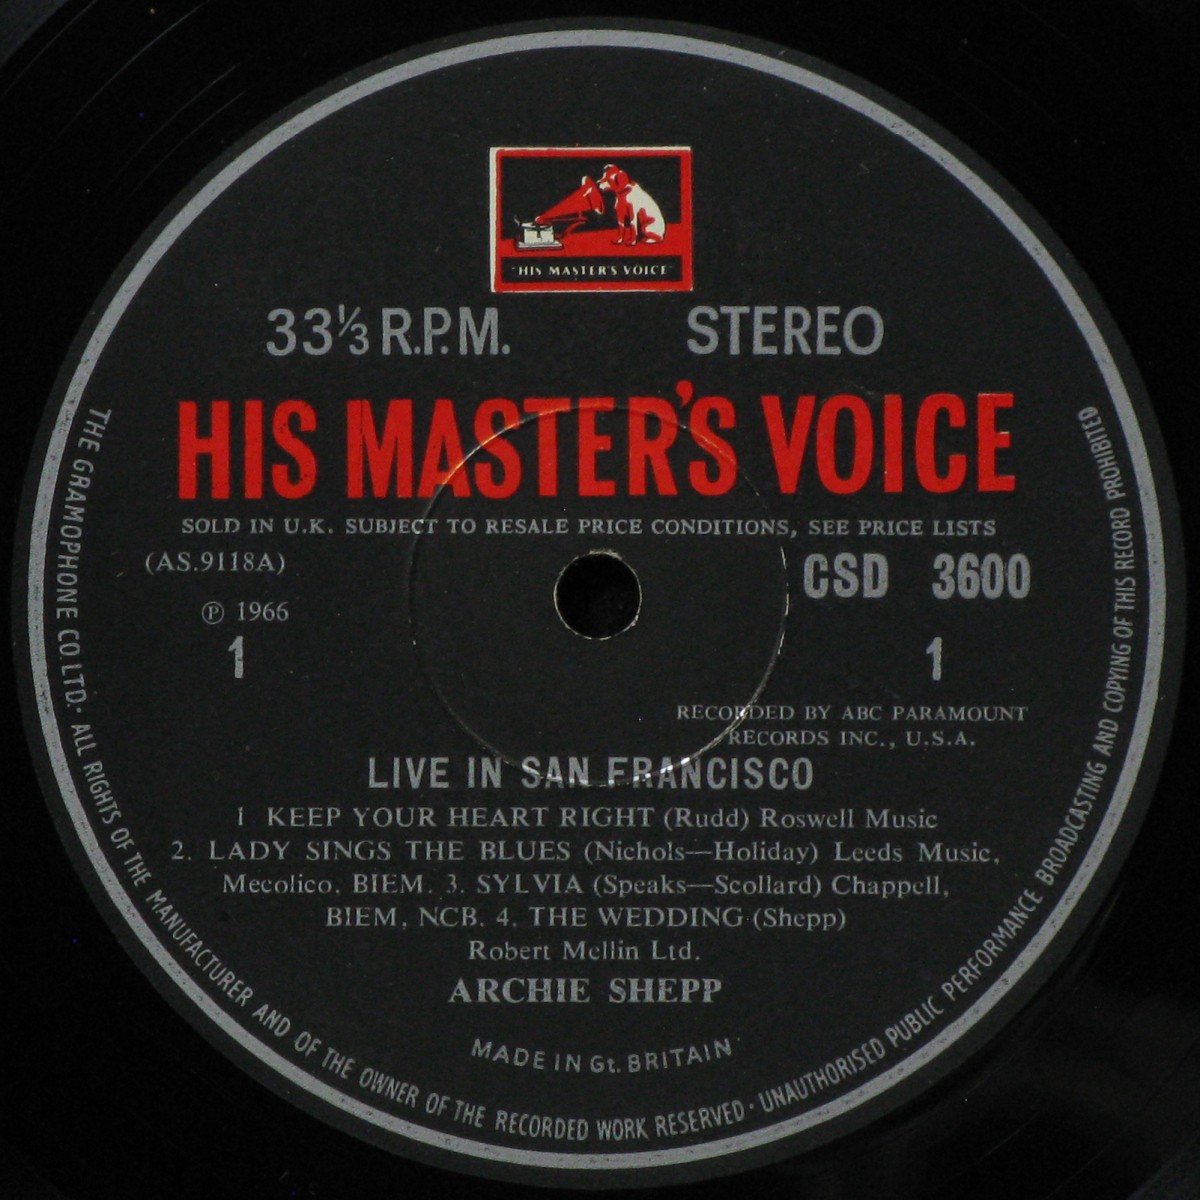 "HIS MASTER'S VOICE"
33⅓ R.P.M. STEREO
HIS MASTER'S VOICE
SOLD IN U.K. SUBJECT TO RESALE PRICE CONDITIONS, SEE PRICE LISTS
(AS.9118A) CSD 3600
℗ 1966
1 1
RECORDED BY ABC PARAMOUNT
RECORDS INC., U.S.A.
LIVE IN SAN FRANCISCO
1 KEEP YOUR HEART RIGHT (Rudd) Roswell Music
2. LADY SINGS THE BLUES (Nichols—Holiday) Leeds Music,
Mecolico, BIEM. 3. SYLVIA (Speaks—Scollard) Chappell,
BIEM, NCB. 4. THE WEDDING (Shepp)
Robert Mellin Ltd.
ARCHIE SHEPP
MADE IN Gt. BRITAIN
THE GRAMOPHONE CO. LTD. · ALL RIGHTS OF THE MANUFACTURER AND OF THE OWNER OF THE RECORDED WORK RESERVED · UNAUTHORISED PUBLIC PERFORMANCE BROADCASTING AND COPYING OF THIS RECORD PROHIBITED